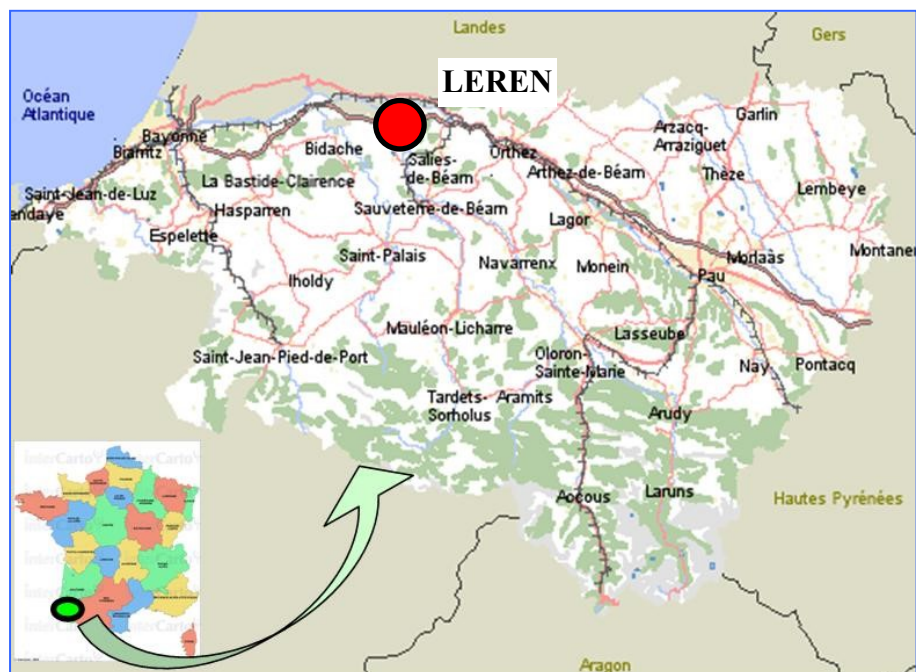 Landes
Gers
LEREN
Océan
Atlantique
Garlin
Bayonne
Biarritz
Bidache
Orthez
Arzacq-
Arraziguet
Salies-
de-Béarn
Arthez-de-Béarn
Thèze
La Bastide-Clairence
Lembeye
Saint-Jean-de-Luz
endaye
Hasparren
Sauveterre-de-Béarn
Lagor
Espelette
Saint-Palais
Navarrenx
Monein
Morlaàs
Montaner
Pau
Iholdy
Mauléon-Licharre
Lasseube
Saint-Jean-Pied-de-Port
Oloron-
Sainte-Marie
Nay
Pontacq
Tardets-
Sorholus
Aramits
Arudy
Accous
Laruns
Hautes Pyrénées
Aragon